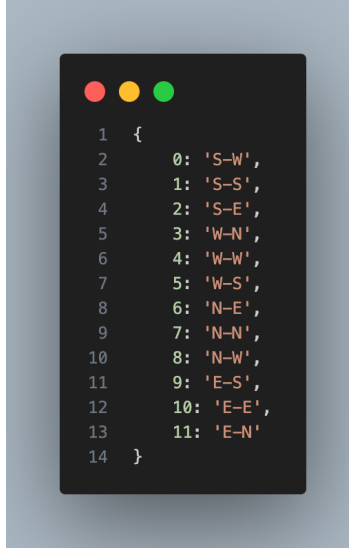 1 {
2 0: 'S-W',
3 1: 'S-S',
4 2: 'S-E',
5 3: 'W-N',
6 4: 'W-W',
7 5: 'W-S',
8 6: 'N-E',
9 7: 'N-N',
10 8: 'N-W',
11 9: 'E-S',
12 10: 'E-E',
13 11: 'E-N'
14 }